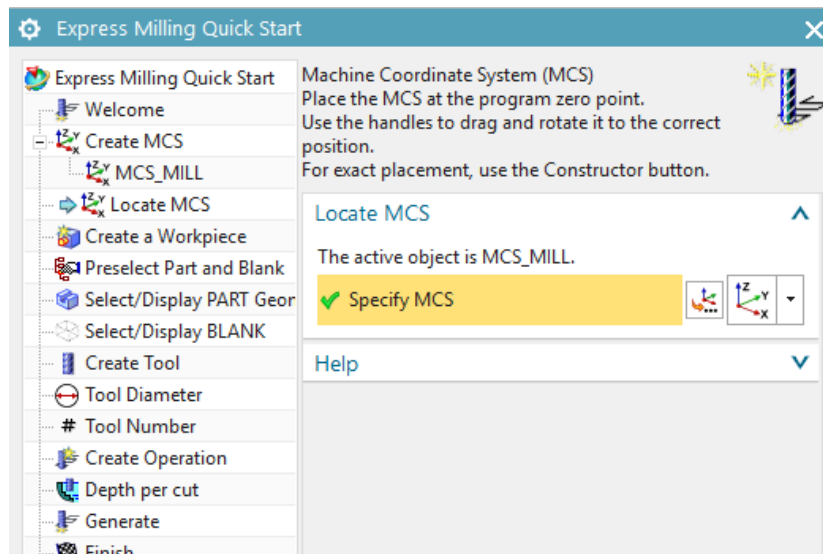 Express Milling Quick Start
Express Milling Quick Start
Welcome
Create MCS
MCS_MILL
Locate MCS
Create a Workpiece
Preselect Part and Blank
Select/Display PART Geor
Select/Display BLANK
Create Tool
Tool Diameter
# Tool Number
Create Operation
Depth per cut
Generate
Finish
Machine Coordinate System (MCS)
Place the MCS at the program zero point.
Use the handles to drag and rotate it to the correct
position.
For exact placement, use the Constructor button.
Locate MCS
The active object is MCS_MILL.
Specify MCS
Help